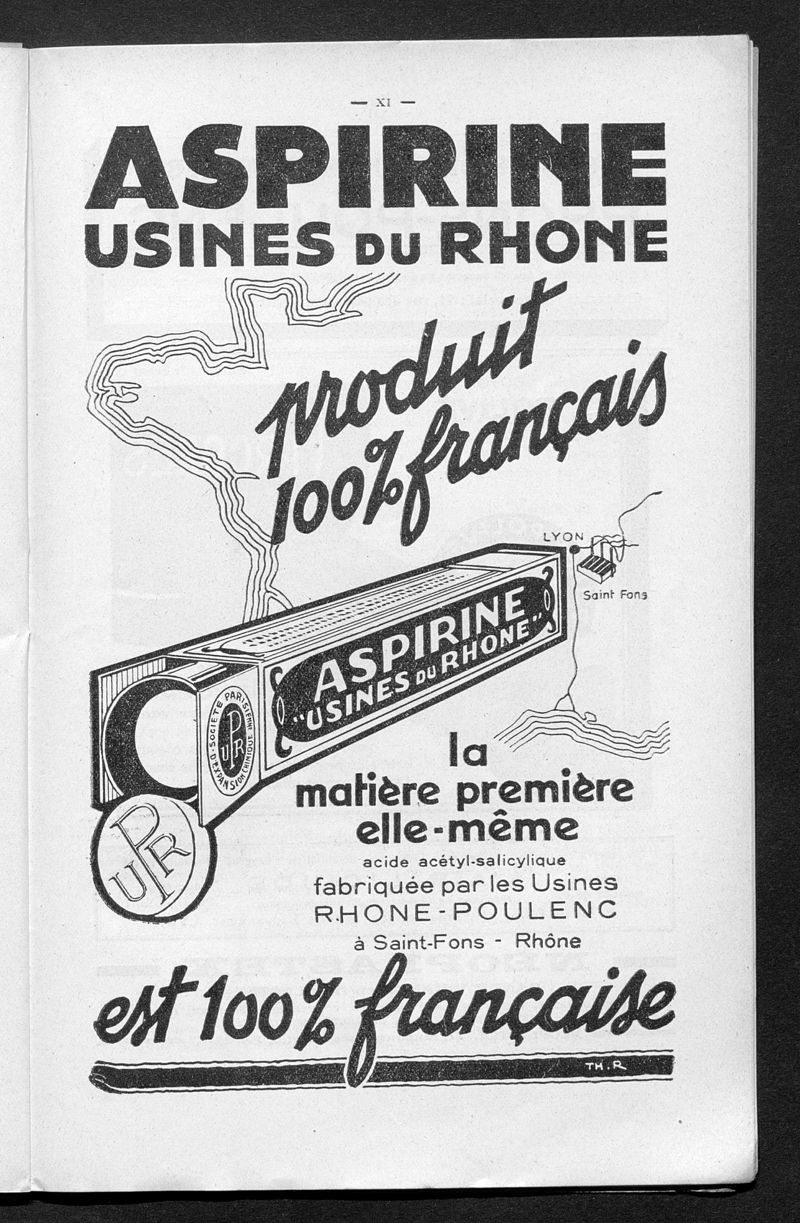 — XI —
ASPIRINE
USINES DU RHONE
produit
100% français
LYON
Saint Fons
ASPIRINE
"USINES DU RHONE"
SOCIÉTÉ PARISIENNE D'EXPANSION CHIMIQUE
UPR
UPR
la
matière première
elle-même
acide acétyl-salicylique
fabriquée par les Usines
RHONE-POULENC
à Saint-Fons - Rhône
est 100% française
TH.R